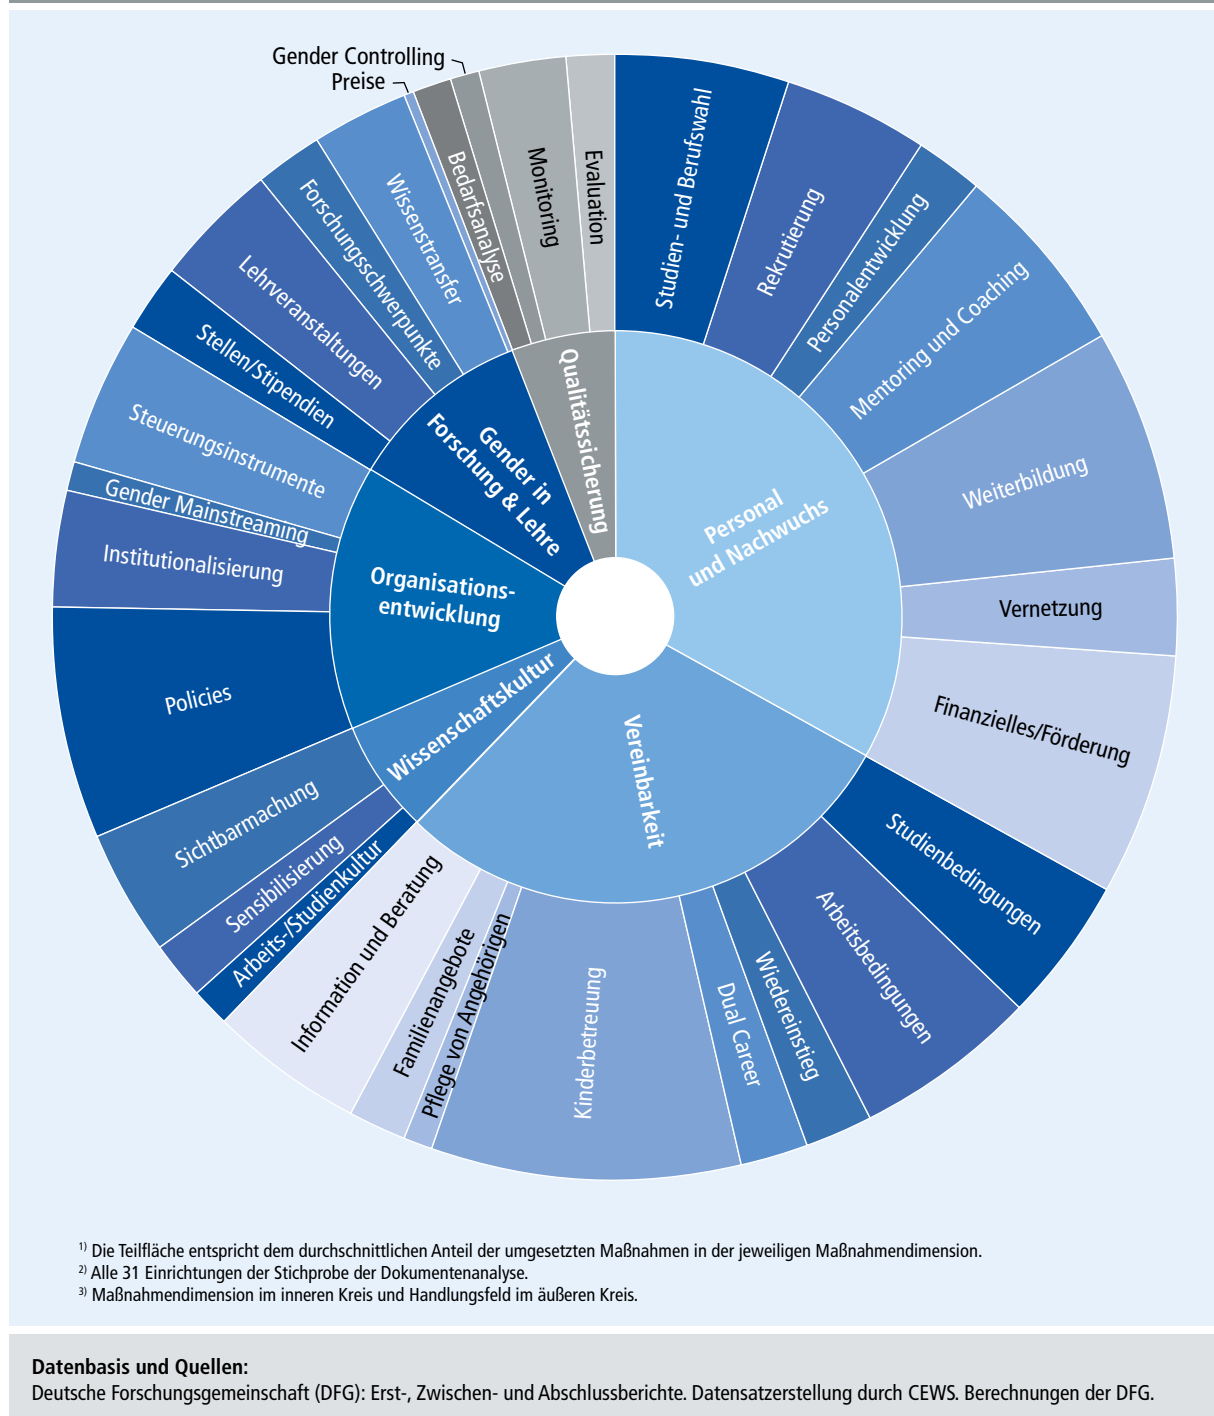 Gender Controlling
Preise
Bedarfsanalyse
Monitoring
Evaluation
Studien- und Berufswahl
Rekrutierung
Personalentwicklung
Mentoring und Coaching
Weiterbildung
Vernetzung
Finanzielles/Förderung
Studienbedingungen
Arbeitsbedingungen
Wiedereinstieg
Dual Career
Kinderbetreuung
Pflege von Angehörigen
Familienangebote
Information und Beratung
Arbeits-/Studienkultur
Sensibilisierung
Sichtbarmachung
Policies
Institutionalisierung
Gender Mainstreaming
Steuerungsinstrumente
Stellen/Stipendien
Lehrveranstaltungen
Forschungsschwerpunkte
Wissenstransfer
Qualitätssicherung
Personal
und Nachwuchs
Vereinbarkeit
Wissenschaftskultur
Organisations-
entwicklung
Gender in
Forschung & Lehre
1) Die Teilfläche entspricht dem durchschnittlichen Anteil der umgesetzten Maßnahmen in der jeweiligen Maßnahmendimension.
2) Alle 31 Einrichtungen der Stichprobe der Dokumentenanalyse.
3) Maßnahmendimension im inneren Kreis und Handlungsfeld im äußeren Kreis.
Datenbasis und Quellen:
Deutsche Forschungsgemeinschaft (DFG): Erst-, Zwischen- und Abschlussberichte. Datensatzerstellung durch CEWS. Berechnungen der DFG.